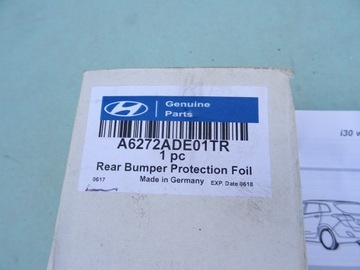 Genuine
Parts
A6272ADE01TR
1 pc
Rear Bumper Protection Foil
Made in Germany
0617
EXP. Date 0618
i30 w